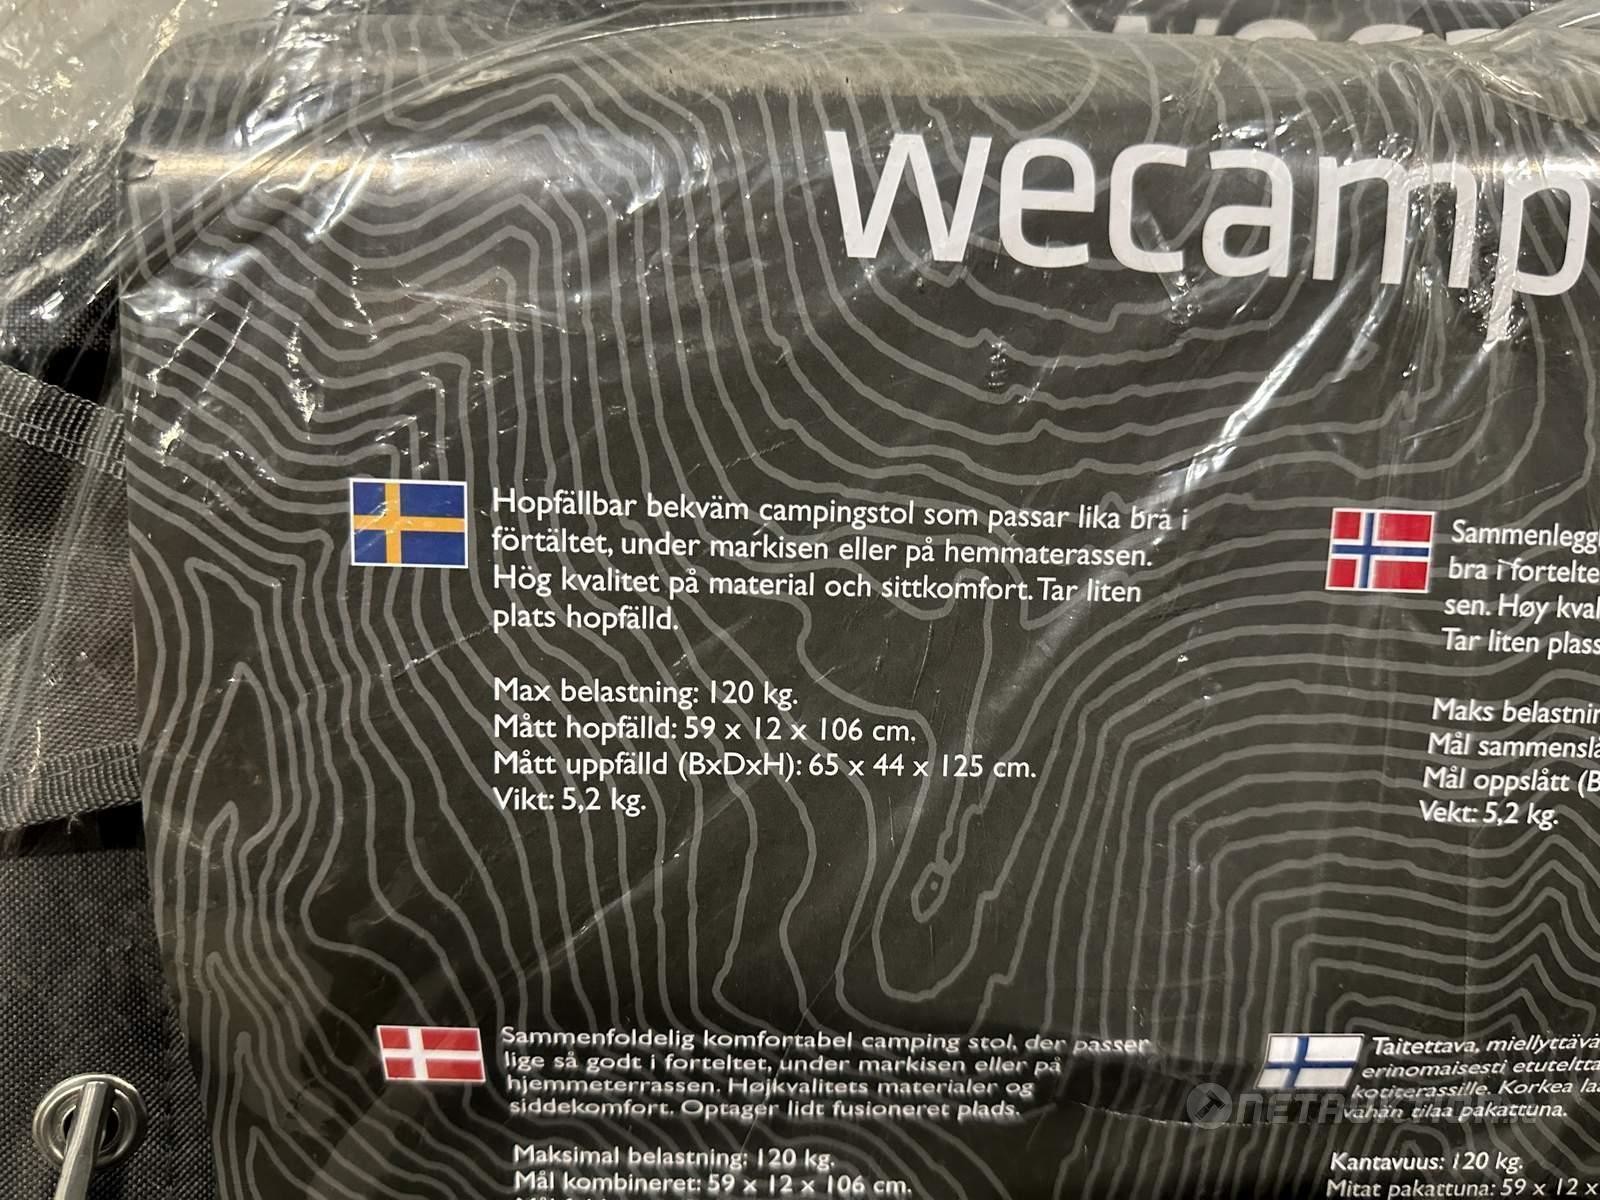 wecamp
Hopfällbar bekväm campingstol som passar lika bra i
förtältet, under markisen eller på hemmaterassen.
Hög kvalitet på material och sittkomfort. Tar liten
plats hopfälld.
Max belastning: 120 kg.
Mått hopfälld: 59 x 12 x 106 cm.
Mått uppfälld (BxDxH): 65 x 44 x 125 cm.
Vikt: 5,2 kg.
Sammenlegg
bra i fortelte
sen. Høy kval
Tar liten plass
Maks belastnin
Mål sammenslå
Mål oppslått (B
Vekt: 5,2 kg.
Sammenfoldelig komfortabel camping stol, der passer
lige så godt i forteltet, under markisen eller på
hjemmeterrassen. Højkvalitets materialer og
siddekomfort. Optager lidt fusioneret plads.
Maksimal belastning: 120 kg.
Mål kombineret: 59 x 12 x 106 cm.
Taitettava, miellyttävä
erinomaisesti etuteltta
kotiterassille. Korkea laa
vähän tilaa pakattuna.
Kantavuus: 120 kg.
Mitat pakattuna: 59 x 12 x